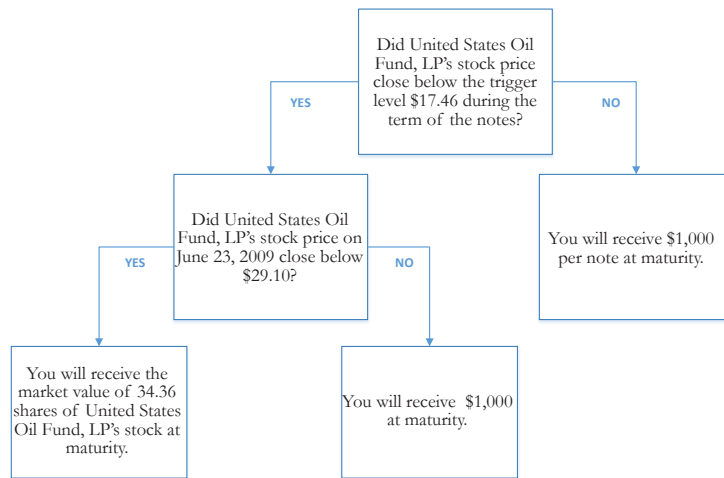 Did United States Oil
Fund, LP's stock price
close below the trigger
level $17.46 during the
term of the notes?
YES
NO
Did United States Oil
Fund, LP's stock price on
June 23, 2009 close below
$29.10?
You will receive $1,000
per note at maturity.
YES
NO
You will receive the
market value of 34.36
shares of United States
Oil Fund, LP's stock at
maturity.
You will receive $1,000
at maturity.